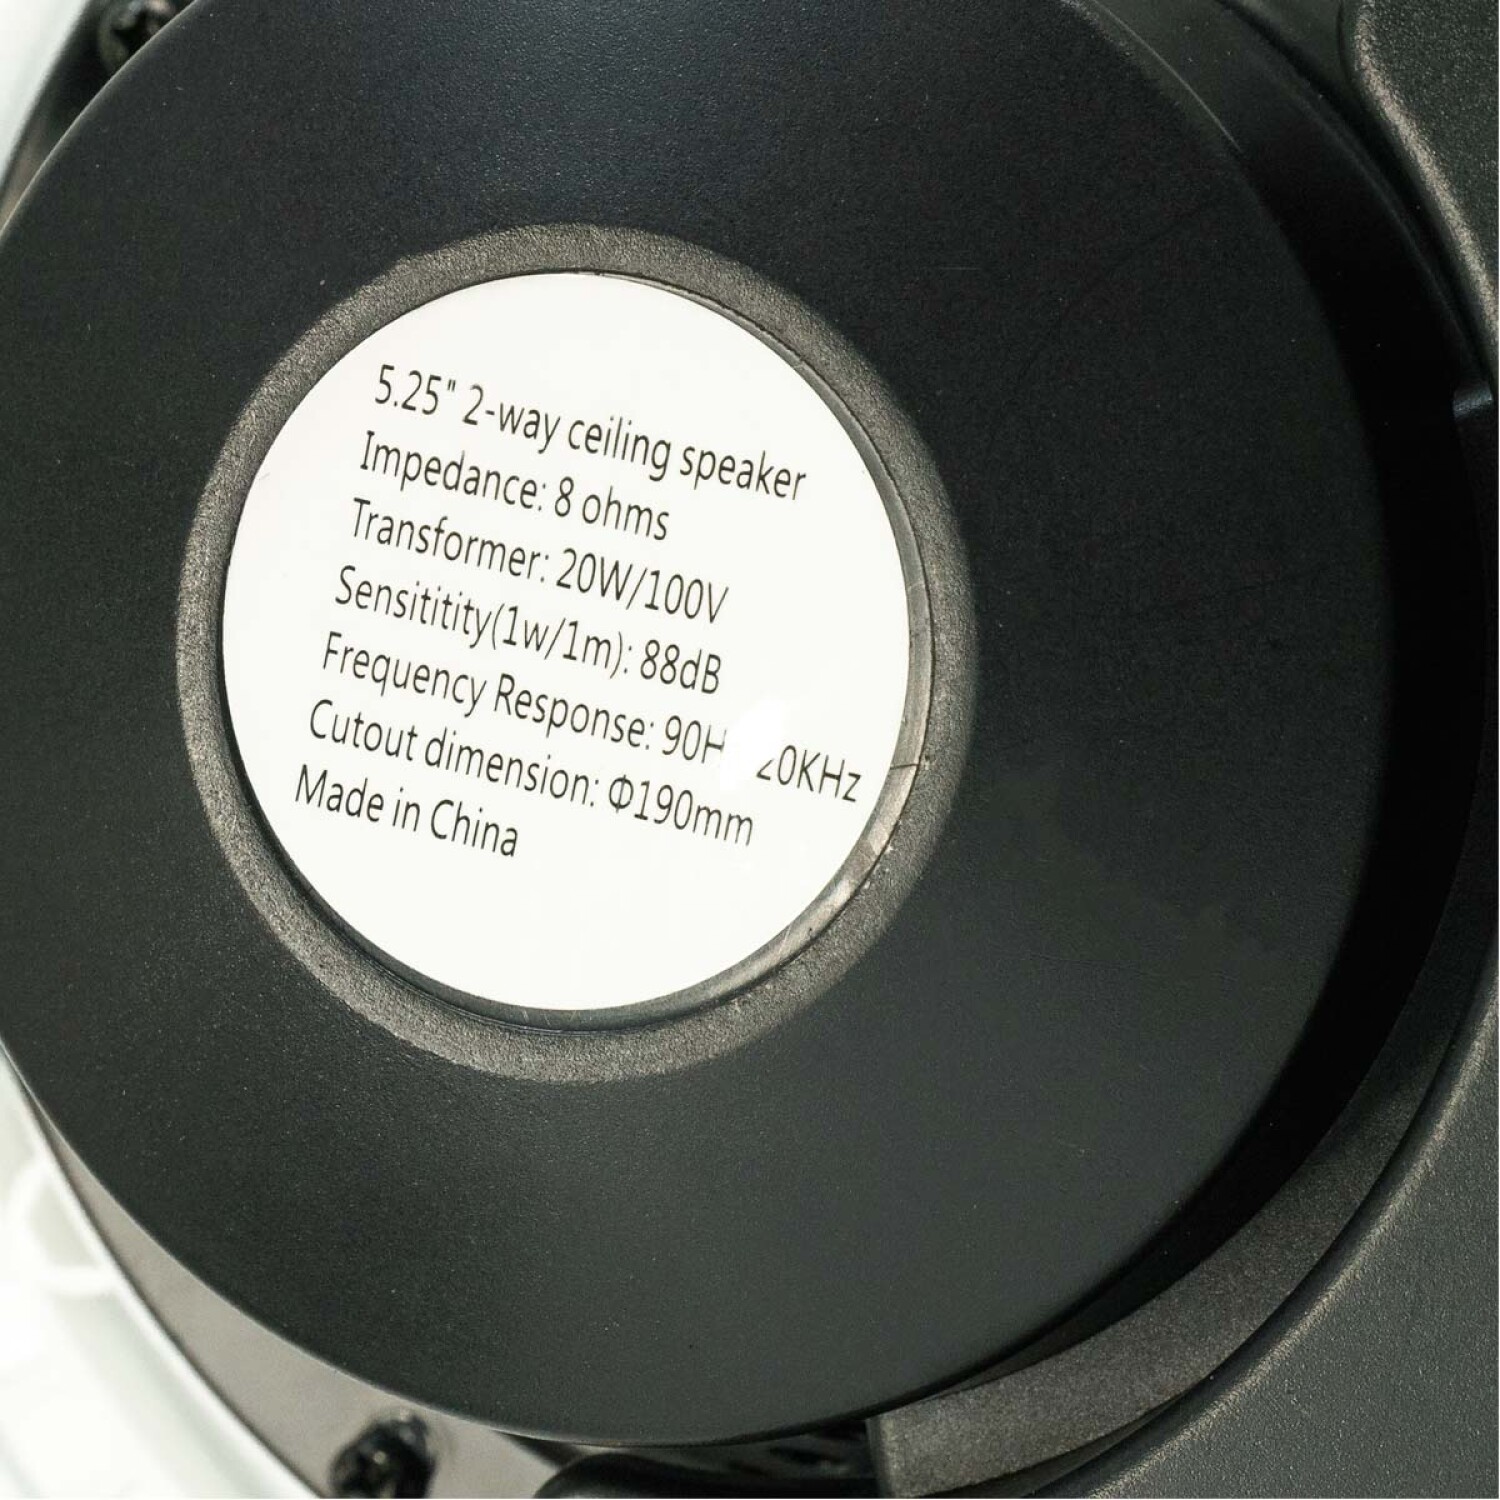 5.25" 2-way ceiling speaker
Impedance: 8 ohms
Transformer: 20W/100V
Sensititity(1w/1m): 88dB
Frequency Response: 90H 20KHz
Cutout dimension: Φ190mm
Made in China